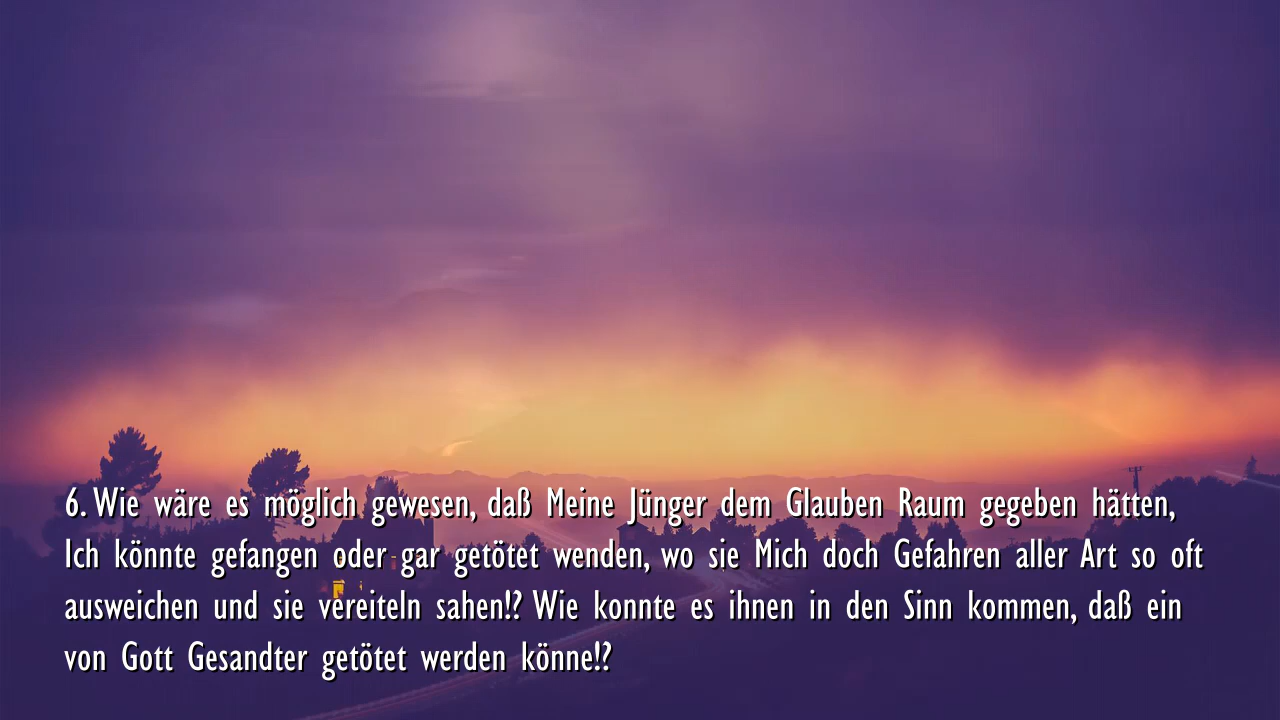 6. Wie wäre es möglich gewesen, daß Meine Jünger dem Glauben Raum gegeben hätten,
Ich könnte gefangen oder gar getötet wenden, wo sie Mich doch Gefahren aller Art so oft
ausweichen und sie vereiteln sahen!? Wie konnte es ihnen in den Sinn kommen, daß ein
von Gott Gesandter getötet werden könne!?